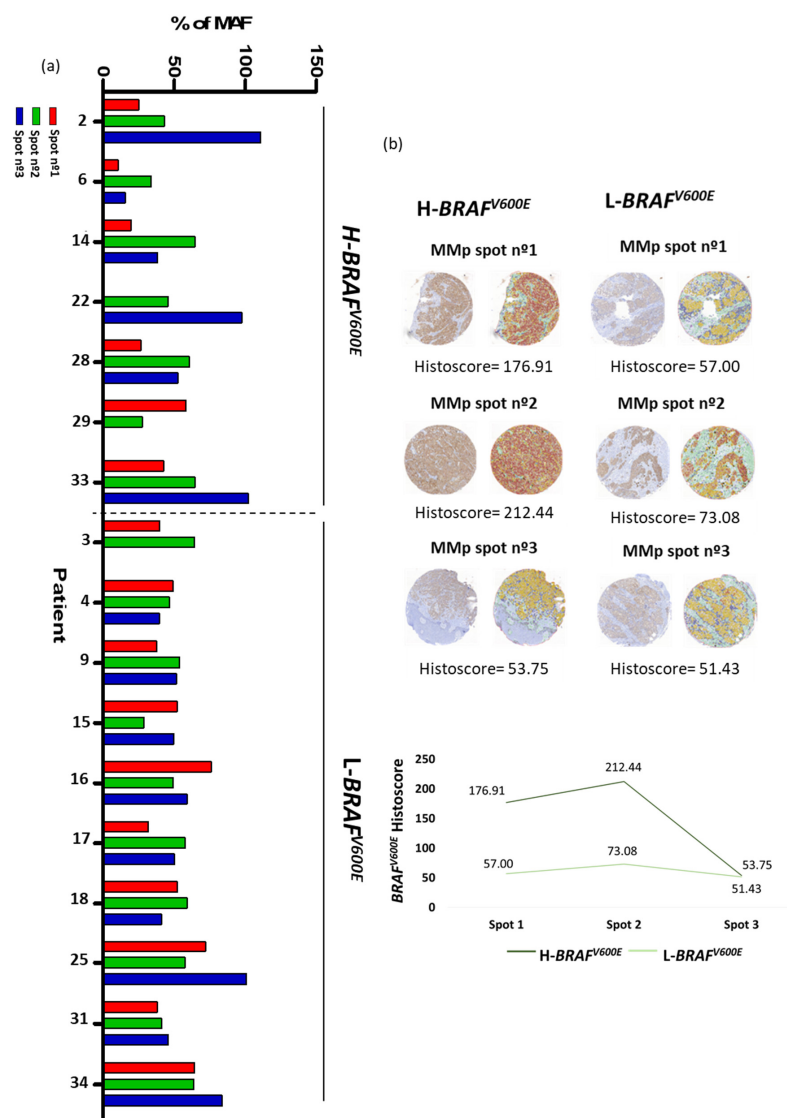 (a)
% of MAF
0
50
100
150
Spot nº1
Spot nº2
Spot nº3
2
6
14
22
28
29
33
3
4
9
15
16
17
18
25
31
34
Patient
H-BRAFV600E
L-BRAFV600E
(b)
H-BRAFV600E
L-BRAFV600E
MMp spot nº1
MMp spot nº1
Histoscore= 176.91
Histoscore= 57.00
MMp spot nº2
MMp spot nº2
Histoscore= 212.44
Histoscore= 73.08
MMp spot nº3
MMp spot nº3
Histoscore= 53.75
Histoscore= 51.43
BRAFV600E Histoscore
250
200
150
100
50
0
176.91
212.44
53.75
57.00
73.08
51.43
Spot 1
Spot 2
Spot 3
H-BRAFV600E
L-BRAFV600E